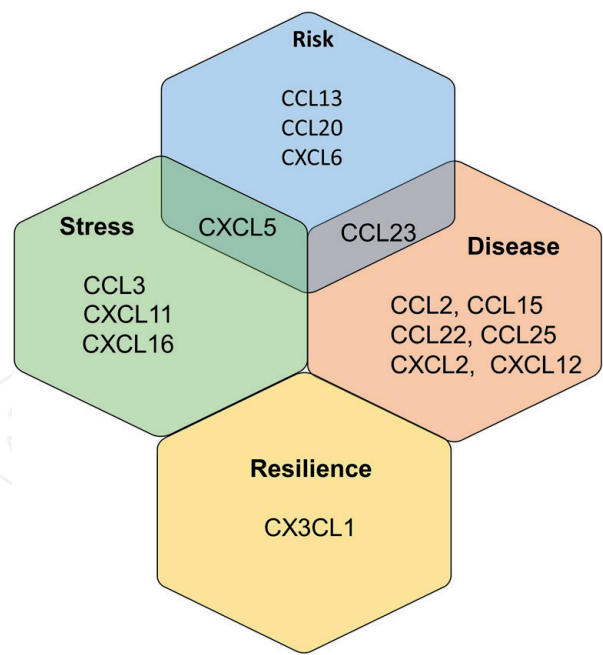 Risk
CCL13
CCL20
CXCL6
Stress
CXCL5
CCL23
Disease
CCL3
CXCL11
CXCL16
CCL2, CCL15
CCL22, CCL25
CXCL2, CXCL12
Resilience
CX3CL1